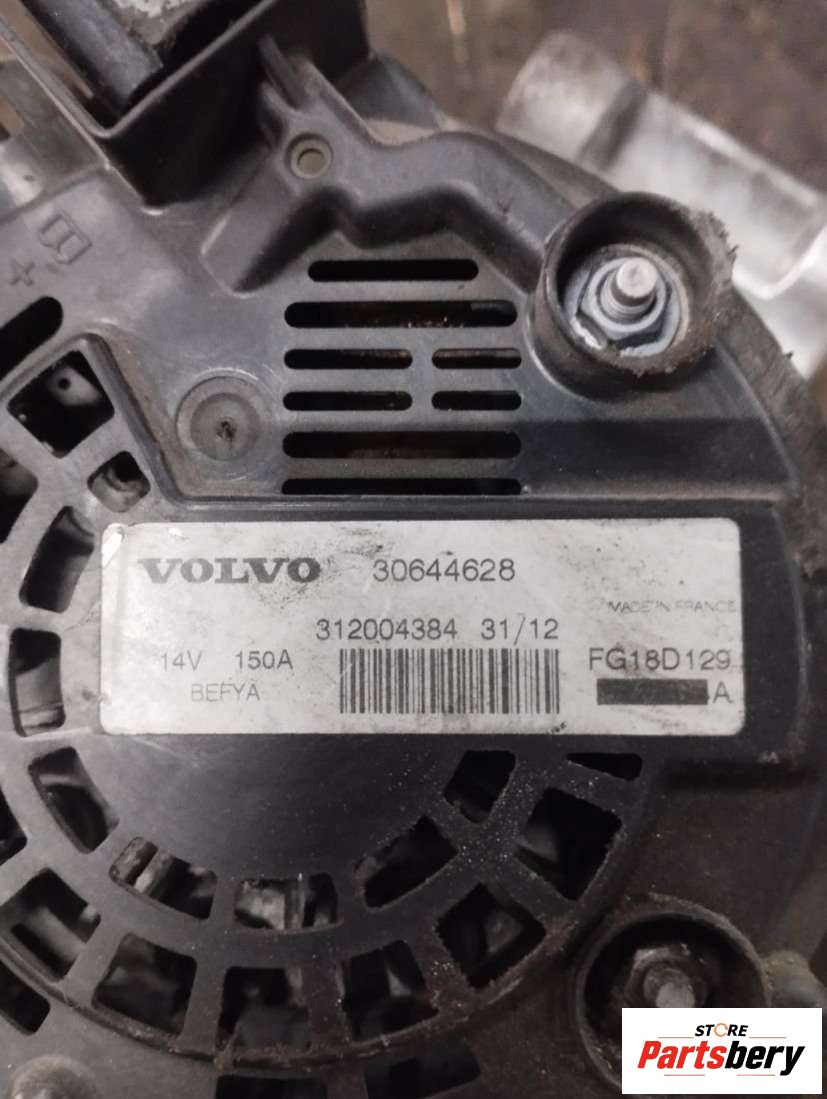 B
+
VOLVO 30644628
MADE IN FRANCE
312004384 31/12
14V 150A FG18D129
BEFYA A
STORE
Partsbery